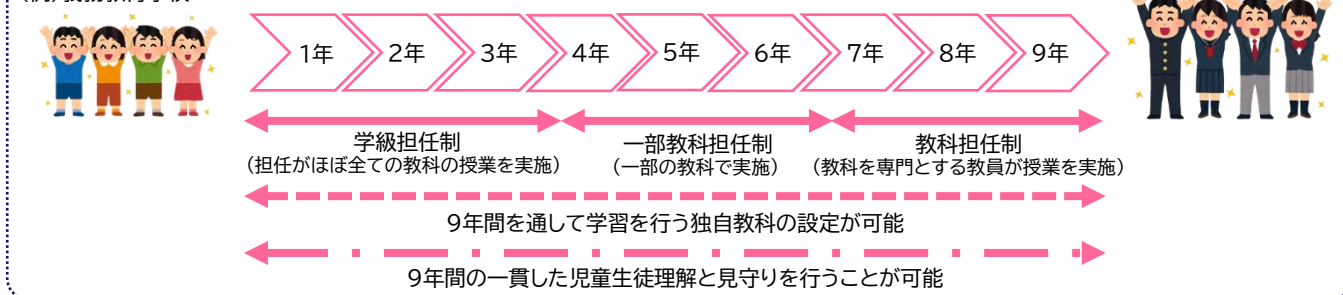 1年 2年 3年 4年 5年 6年 7年 8年 9年
学級担任制 一部教科担任制 教科担任制
(担任がほぼ全ての教科の授業を実施) (一部の教科で実施) (教科を専門とする教員が授業を実施)
9年間を通して学習を行う独自教科の設定が可能
9年間の一貫した児童生徒理解と見守りを行うことが可能